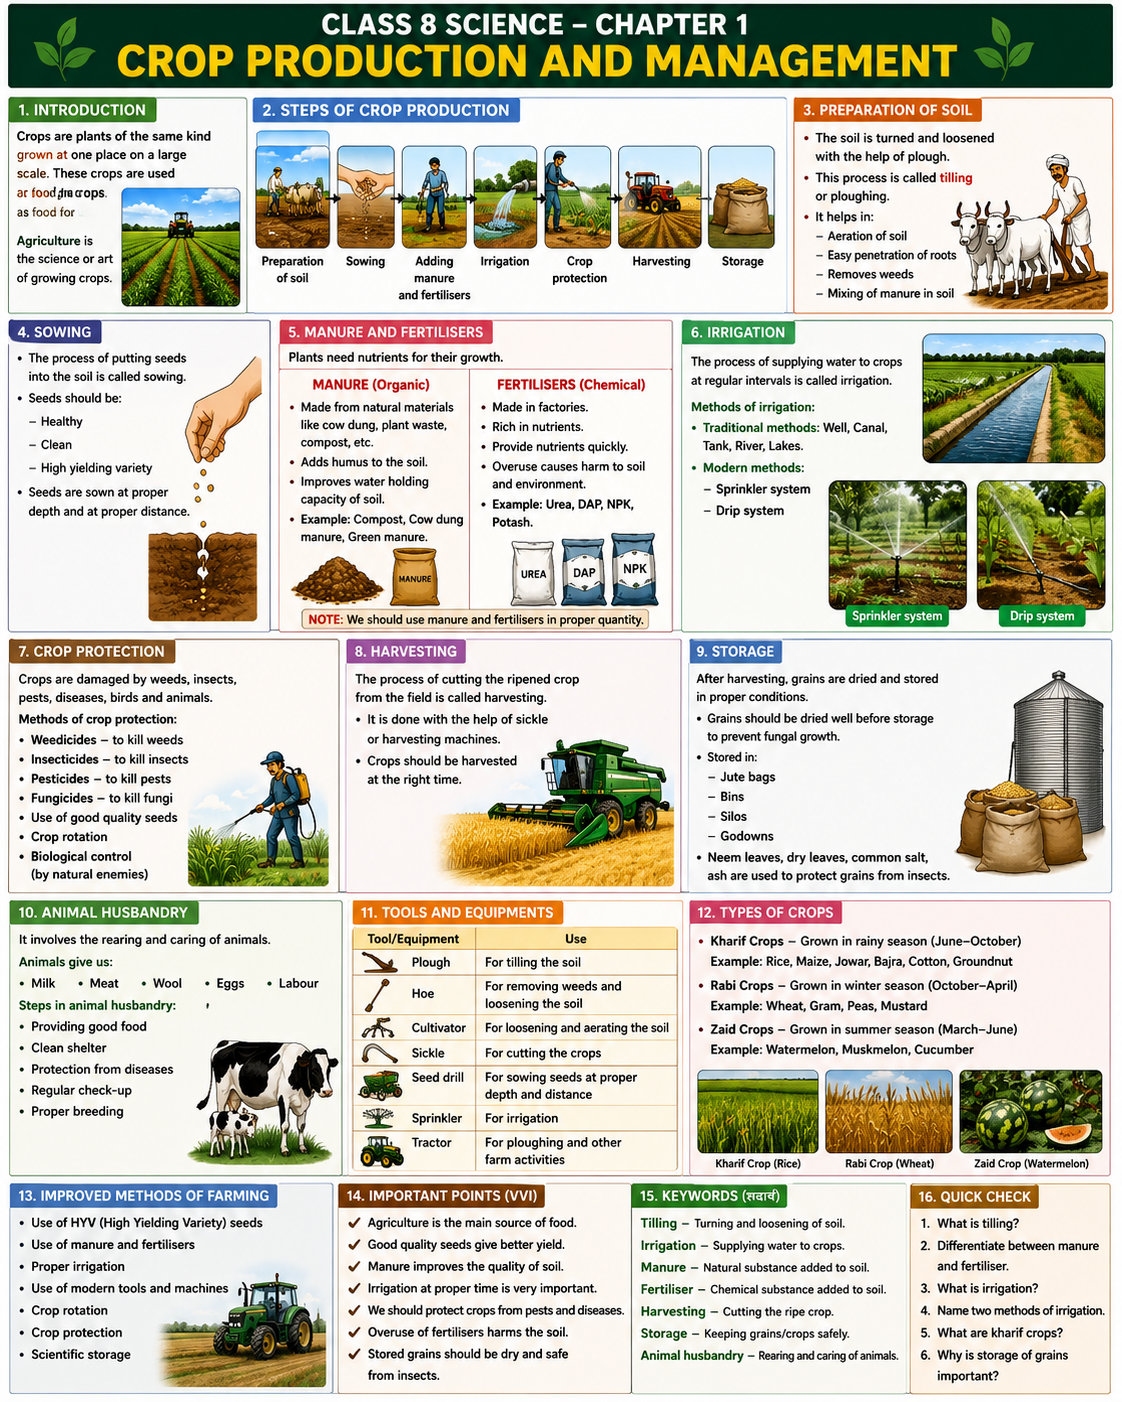 CLASS 8 SCIENCE – CHAPTER 1
CROP PRODUCTION AND MANAGEMENT
1. INTRODUCTION
Crops are plants of the same kind
grown at one place on a large
scale. These crops are used
ar food crops.
as food for
Agriculture is
the science or art
of growing crops.
2. STEPS OF CROP PRODUCTION
Preparation
of soil
Sowing
Adding
manure
and fertilisers
Irrigation
Crop
protection
Harvesting
Storage
3. PREPARATION OF SOIL
• The soil is turned and loosened
with the help of plough.
• This process is called tilling
or ploughing.
• It helps in:
– Aeration of soil
– Easy penetration of roots
– Removes weeds
– Mixing of manure in soil
4. SOWING
• The process of putting seeds
into the soil is called sowing.
• Seeds should be:
– Healthy
– Clean
– High yielding variety
• Seeds are sown at proper
depth and at proper distance.
5. MANURE AND FERTILISERS
Plants need nutrients for their growth.
MANURE (Organic)
• Made from natural materials
like cow dung, plant waste,
compost, etc.
• Adds humus to the soil.
• Improves water holding
capacity of soil.
• Example: Compost, Cow dung
manure, Green manure.
MANURE
FERTILISERS (Chemical)
• Made in factories.
• Rich in nutrients.
• Provide nutrients quickly.
• Overuse causes harm to soil
and environment.
• Example: Urea, DAP, NPK,
Potash.
UREA
DAP
NPK
NOTE: We should use manure and fertilisers in proper quantity.
6. IRRIGATION
The process of supplying water to crops
at regular intervals is called irrigation.
Methods of irrigation:
• Traditional methods: Well, Canal,
Tank, River, Lakes.
• Modern methods:
– Sprinkler system
– Drip system
Sprinkler system
Drip system
7. CROP PROTECTION
Crops are damaged by weeds, insects,
pests, diseases, birds and animals.
Methods of crop protection:
• Weedicides – to kill weeds
• Insecticides – to kill insects
• Pesticides – to kill pests
• Fungicides – to kill fungi
• Use of good quality seeds
• Crop rotation
• Biological control
(by natural enemies)
8. HARVESTING
The process of cutting the ripened crop
from the field is called harvesting.
• It is done with the help of sickle
or harvesting machines.
• Crops should be harvested
at the right time.
9. STORAGE
After harvesting, grains are dried and stored
in proper conditions.
• Grains should be dried well before storage
to prevent fungal growth.
• Stored in:
– Jute bags
– Bins
– Silos
– Godowns
• Neem leaves, dry leaves, common salt,
ash are used to protect grains from insects.
10. ANIMAL HUSBANDRY
It involves the rearing and caring of animals.
Animals give us:
• Milk • Meat • Wool • Eggs • Labour
Steps in animal husbandry:
• Providing good food
• Clean shelter
• Protection from diseases
• Regular check-up
• Proper breeding
11. TOOLS AND EQUIPMENTS
Tool/Equipment Use
Plough For tilling the soil
Hoe For removing weeds and
loosening the soil
Cultivator For loosening and aerating the soil
Sickle For cutting the crops
Seed drill For sowing seeds at proper
depth and distance
Sprinkler For irrigation
Tractor For ploughing and other
farm activities
12. TYPES OF CROPS
• Kharif Crops – Grown in rainy season (June–October)
Example: Rice, Maize, Jowar, Bajra, Cotton, Groundnut
• Rabi Crops – Grown in winter season (October–April)
Example: Wheat, Gram, Peas, Mustard
• Zaid Crops – Grown in summer season (March–June)
Example: Watermelon, Muskmelon, Cucumber
Kharif Crop (Rice)
Rabi Crop (Wheat)
Zaid Crop (Watermelon)
13. IMPROVED METHODS OF FARMING
• Use of HYV (High Yielding Variety) seeds
• Use of manure and fertilisers
• Proper irrigation
• Use of modern tools and machines
• Crop rotation
• Crop protection
• Scientific storage
14. IMPORTANT POINTS (VVI)
✓ Agriculture is the main source of food.
✓ Good quality seeds give better yield.
✓ Manure improves the quality of soil.
✓ Irrigation at proper time is very important.
✓ We should protect crops from pests and diseases.
✓ Overuse of fertilisers harms the soil.
✓ Stored grains should be dry and safe
from insects.
15. KEYWORDS
Tilling – Turning and loosening of soil.
Irrigation – Supplying water to crops.
Manure – Natural substance added to soil.
Fertiliser – Chemical substance added to soil.
Harvesting – Cutting the ripe crop.
Storage – Keeping grains/crops safely.
Animal husbandry – Rearing and caring of animals.
16. QUICK CHECK
1. What is tilling?
2. Differentiate between manure
and fertiliser.
3. What is irrigation?
4. Name two methods of irrigation.
5. What are kharif crops?
6. Why is storage of grains
important?